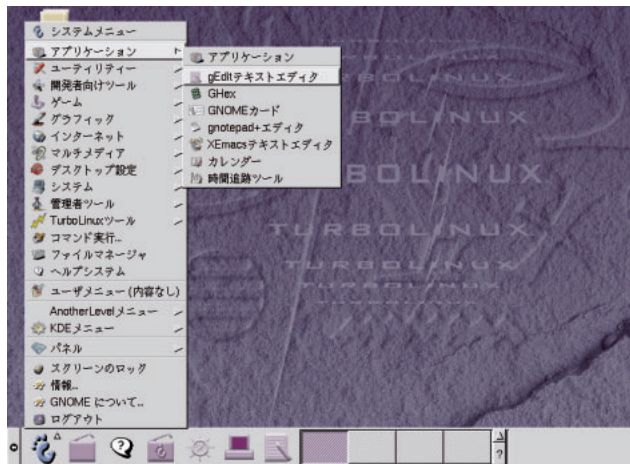 システムメニュー
アプリケーション
ユーティリティー
開発者向けツール
ゲーム
グラフィック
インターネット
マルチメディア
デスクトップ設定
システム
管理者ツール
TurboLinuxツール
コマンド実行...
ファイルマネージャ
ヘルプシステム
ユーザメニュー(内容なし)
AnotherLevelメニュー
KDEメニュー
パネル
スクリーンのロック
情報...
GNOME について...
ログアウト
アプリケーション
gEditテキストエディタ
GHex
GNOMEカード
gnotepad+エディタ
XEmacsテキストエディタ
カレンダー
時間追跡ツール
RBOLINUX
BOLINUX
BOLINUX
TURBOLINUX
TURBOLINUX
TURBOLINUX
?